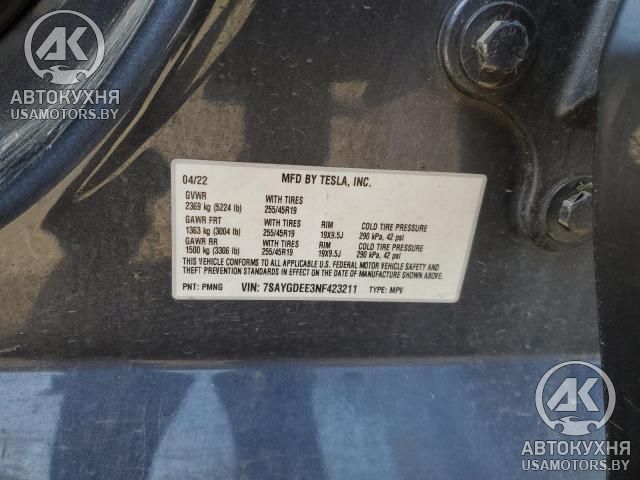 АК
АВТОКУХНЯ
USAMOTORS.BY
04/22 MFD BY TESLA, INC.
GVWR WITH TIRES
2369 kg (5224 lb) 255/45R19
GAWR FRT WITH TIRES RIM COLD TIRE PRESSURE
1363 kg (3004 lb) 255/45R19 19X9.5J 290 kPa, 42 psi
GAWR RR WITH TIRES RIM COLD TIRE PRESSURE
1500 kg (3306 lb) 255/45R19 19X9.5J 290 kPa, 42 psi
THIS VEHICLE CONFORMS TO ALL APPLICABLE U.S. FEDERAL MOTOR VEHICLE SAFETY AND
THEFT PREVENTION STANDARDS IN EFFECT ON THE DATE OF MANUFACTURE SHOWN ABOVE.
PNT: PMNG VIN: 7SAYGDEE3NF423211 TYPE: MPV
АК
АВТОКУХНЯ
USAMOTORS.BY